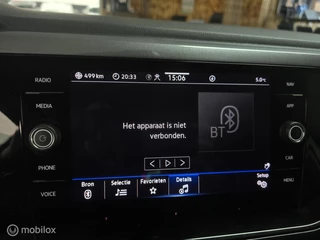 RADIO
MEDIA
PHONE
VOICE
499 km
20:33
15:06
5.0°C
Het apparaat is niet
verbonden.
BT
Bron
Selectie
Favorieten
Details
Setup
NAV
APP
CAR
MENU
© mobilox